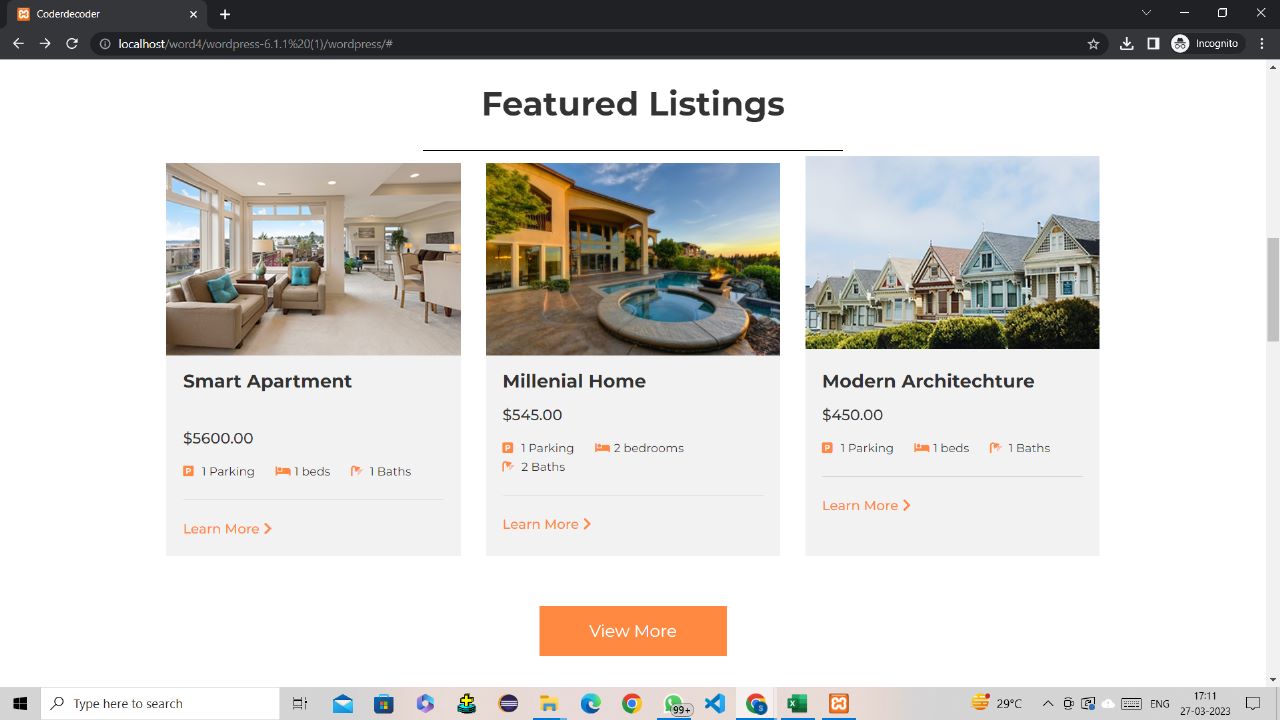 Coderdecoder
localhost/word4/wordpress-6.1.1%20(1)/wordpress/#
Incognito
Featured Listings
Smart Apartment
$5600.00
1 Parking 1 beds 1 Baths
Learn More
Millenial Home
$545.00
1 Parking 2 bedrooms
2 Baths
Learn More
Modern Architechture
$450.00
1 Parking 1 beds 1 Baths
Learn More
View More
Type here to search
99+
29°C
ENG
17:11
27-03-2023